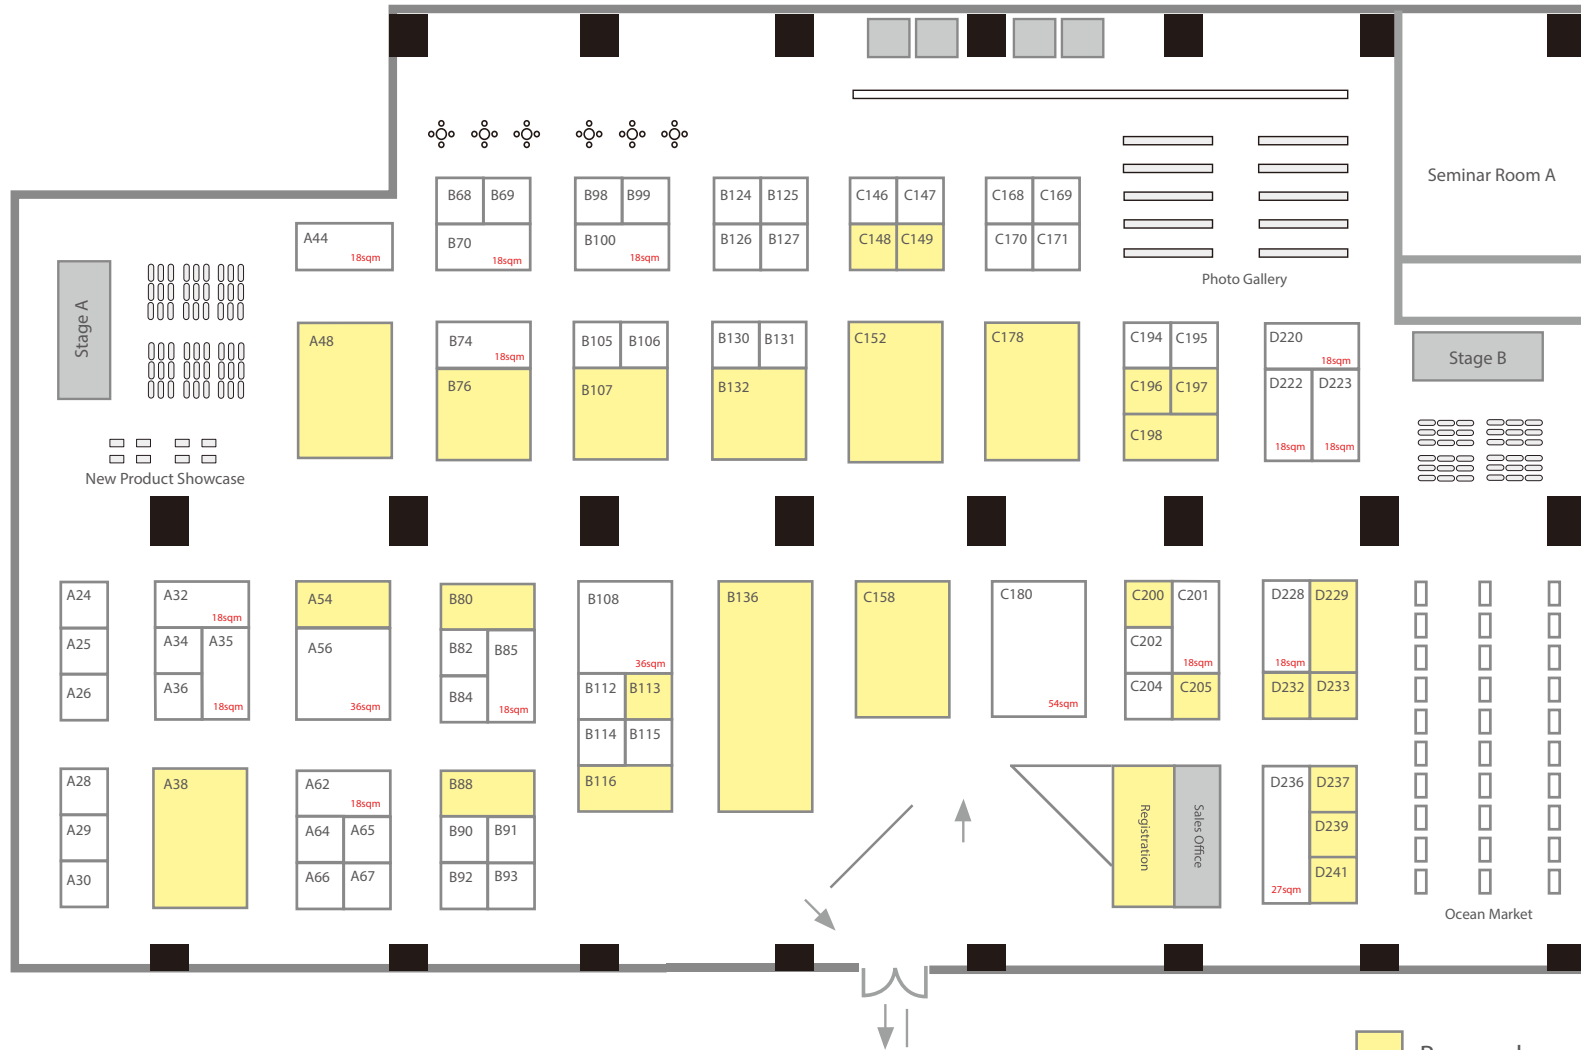 Seminar Room A
B68 B69
B98 B99
B124 B125
C146 C147
C168 C169
A44
18sqm
B70
18sqm
B100
18sqm
B126 B127
C148 C149
C170 C171
Photo Gallery
Stage A
A48
B74
18sqm
B76
B105 B106
B107
B130 B131
B132
C152
C178
C194 C195
C196 C197
C198
D220
18sqm
D222 D223
18sqm 18sqm
Stage B
New Product Showcase
A24
A25
A26
A32
18sqm
A34 A35
A36
18sqm
A54
A56
36sqm
B80
B82 B85
B84
18sqm
B108
36sqm
B112 B113
B114 B115
B116
B136
C158
C180
54sqm
C200 C201
C202
18sqm
C204 C205
D228 D229
18sqm
D232 D233
A28
A29
A30
A38
A62
18sqm
A64 A65
A66 A67
B88
B90 B91
B92 B93
Registration
Sales Office
D236 D237
D239
D241
27sqm
Ocean Market